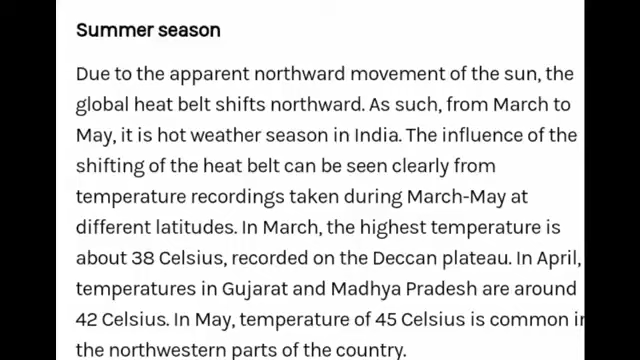 Summer season
Due to the apparent northward movement of the sun, the
global heat belt shifts northward. As such, from March to
May, it is hot weather season in India. The influence of the
shifting of the heat belt can be seen clearly from
temperature recordings taken during March-May at
different latitudes. In March, the highest temperature is
about 38 Celsius, recorded on the Deccan plateau. In April,
temperatures in Gujarat and Madhya Pradesh are around
42 Celsius. In May, temperature of 45 Celsius is common in
the northwestern parts of the country.